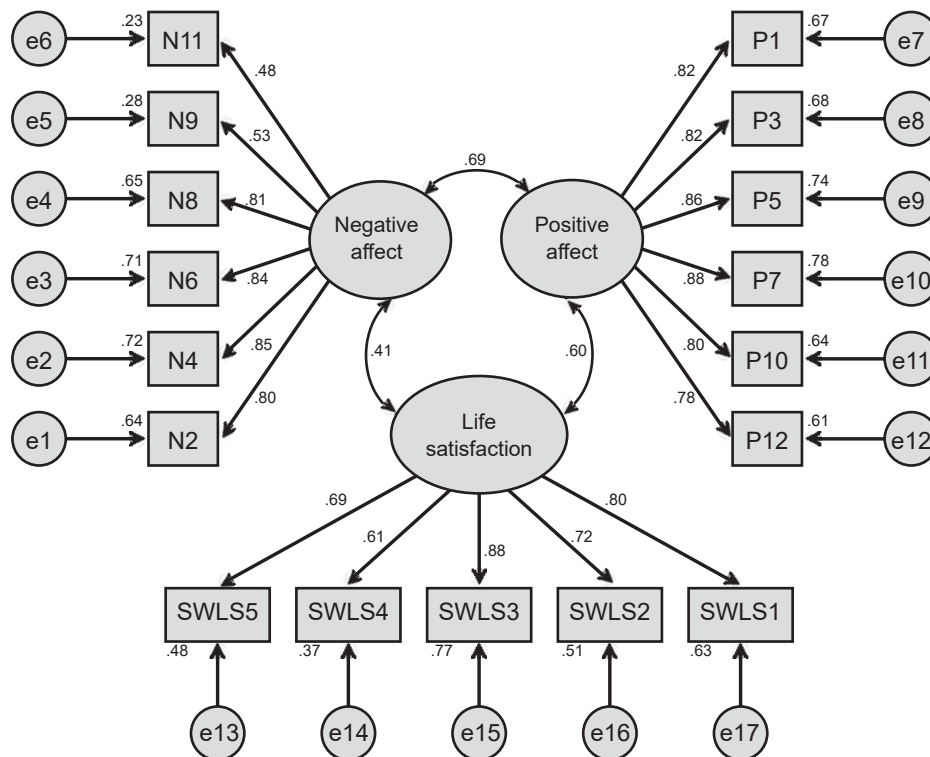 e6
.23
N11
.48
e5
.28
N9
.53
e4
.65
N8
.81
e3
.71
N6
.84
e2
.72
N4
.85
e1
.64
N2
.80
Negative
affect
.69
Positive
affect
.82
P1
.67
e7
.82
P3
.68
e8
.86
P5
.74
e9
.88
P7
.78
e10
.80
P10
.64
e11
.78
P12
.61
e12
.41
.60
Life
satisfaction
.69
.61
.88
.72
.80
SWLS5
SWLS4
SWLS3
SWLS2
SWLS1
.48
.37
.77
.51
.63
e13
e14
e15
e16
e17